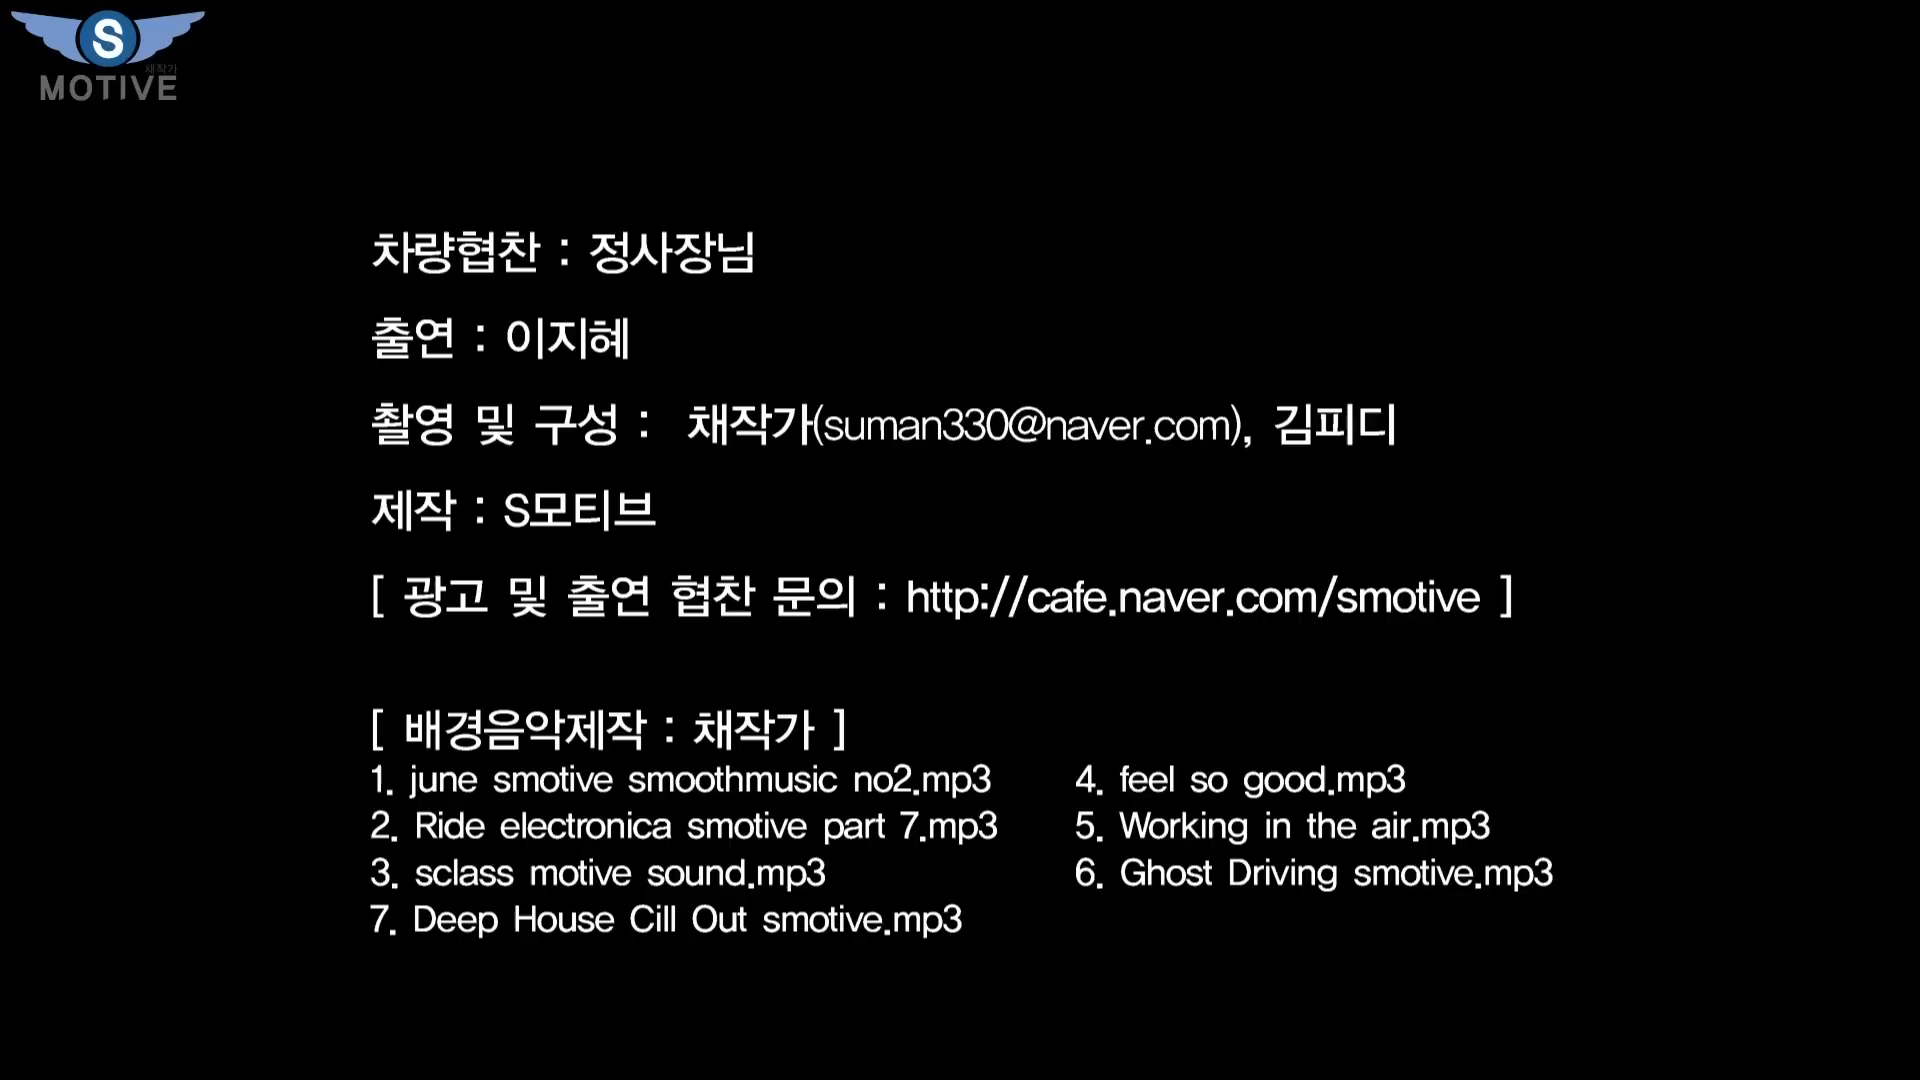 S
채작가
MOTIVE
차량협찬 : 정사장님
출연 : 이지혜
촬영 및 구성 : 채작가(suman330@naver.com), 김피디
제작 : S모티브
[ 광고 및 출연 협찬 문의 : http://cafe.naver.com/smotive ]
[ 배경음악제작 : 채작가 ]
1. june smotive smoothmusic no2.mp3
2. Ride electronica smotive part 7.mp3
3. sclass motive sound.mp3
7. Deep House Cill Out smotive.mp3
4. feel so good.mp3
5. Working in the air.mp3
6. Ghost Driving smotive.mp3